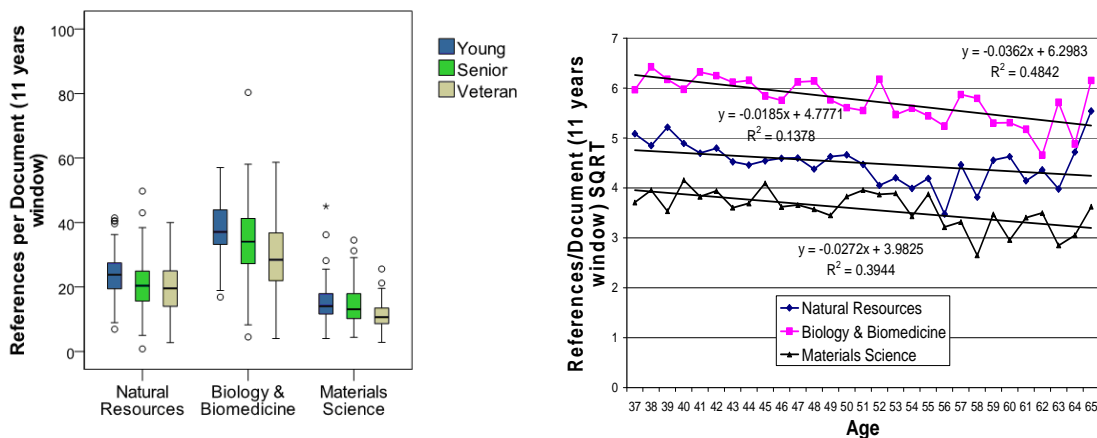 References per Document (11 years
window)
100
80
60
40
20
0
Natural
Resources
Biology &
Biomedicine
Materials
Science
Young
Senior
Veteran
References/Document (11 years
window) SQRT
7
6
5
4
3
2
1
0
y = -0.0362x + 6.2983
R² = 0.4842
y = -0.0185x + 4.7771
R² = 0.1378
y = -0.0272x + 3.9825
R² = 0.3944
Natural Resources
Biology & Biomedicine
Materials Science
37 38 39 40 41 42 43 44 45 46 47 48 49 50 51 52 53 54 55 56 57 58 59 60 61 62 63 64 65
Age